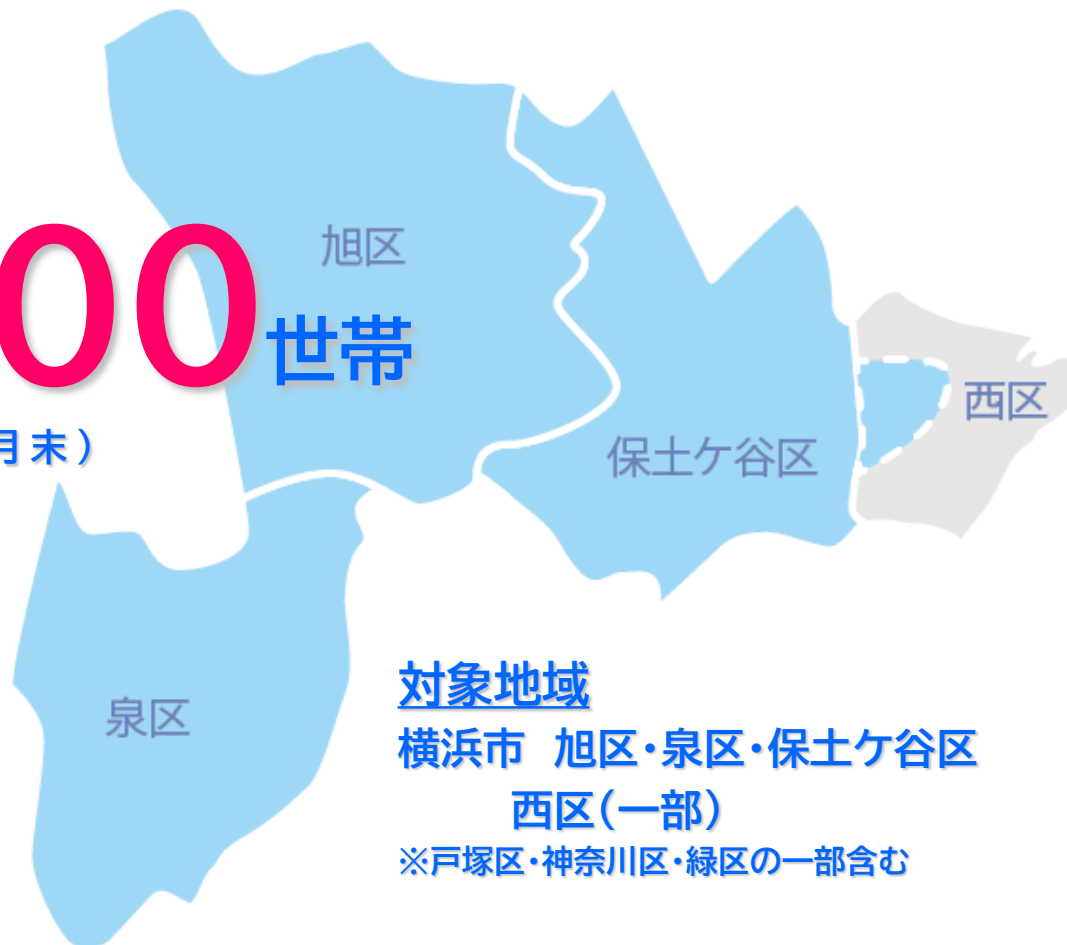 旭区
00世帯
西区
月末）
保土ケ谷区
泉区
対象地域
横浜市　旭区・泉区・保土ケ谷区
西区（一部）
※戸塚区・神奈川区・緑区の一部含む